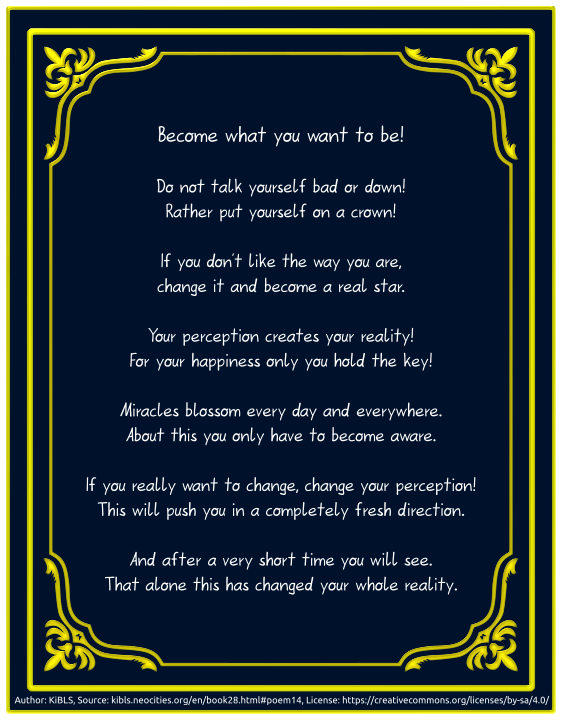 Become what you want to be!
Do not talk yourself bad or down!
Rather put yourself on a crown!
If you don't like the way you are,
change it and become a real star.
Your perception creates your reality!
For your happiness only you hold the key!
Miracles blossom every day and everywhere.
About this you only have to become aware.
If you really want to change, change your perception!
This will push you in a completely fresh direction.
And after a very short time you will see.
That alone this has changed your whole reality.
Author: KiBLS, Source: kibls.neocities.org/en/book28.html#poem14, License: https://creativecommons.org/licenses/by-sa/4.0/